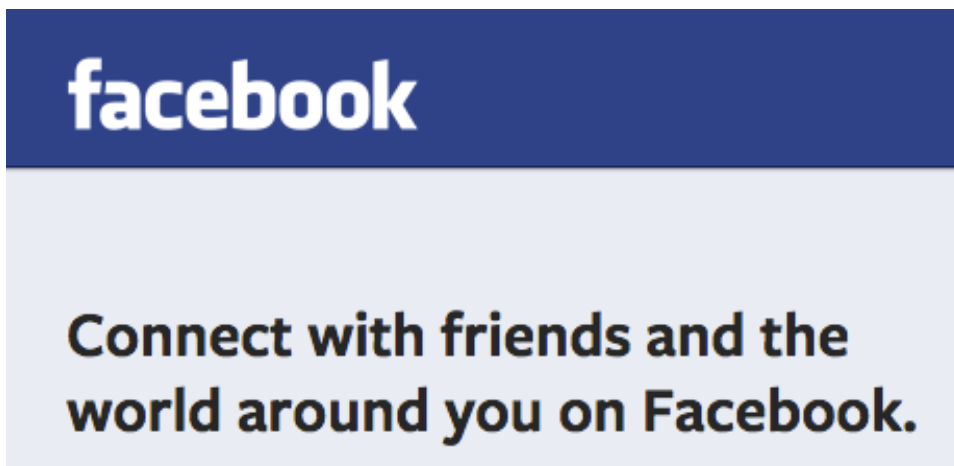 facebook
Connect with friends and the
world around you on Facebook.